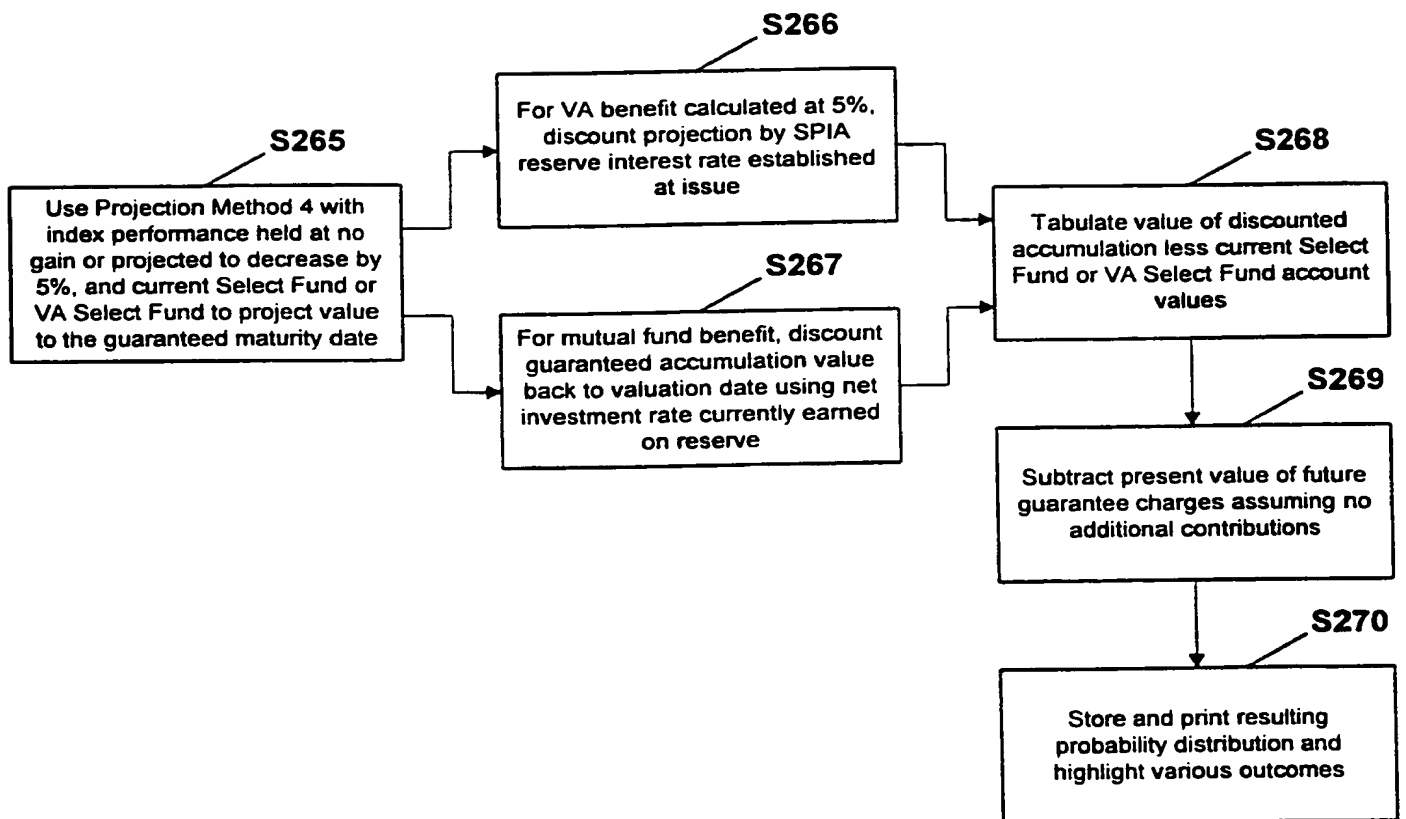 S265
Use Projection Method 4 with
index performance held at no
gain or projected to decrease by
5%, and current Select Fund or
VA Select Fund to project value
to the guaranteed maturity date
S266
For VA benefit calculated at 5%,
discount projection by SPIA
reserve interest rate established
at issue
S267
For mutual fund benefit, discount
guaranteed accumulation value
back to valuation date using net
investment rate currently earned
on reserve
S268
Tabulate value of discounted
accumulation less current Select
Fund or VA Select Fund account
values
S269
Subtract present value of future
guarantee charges assuming no
additional contributions
S270
Store and print resulting
probability distribution and
highlight various outcomes